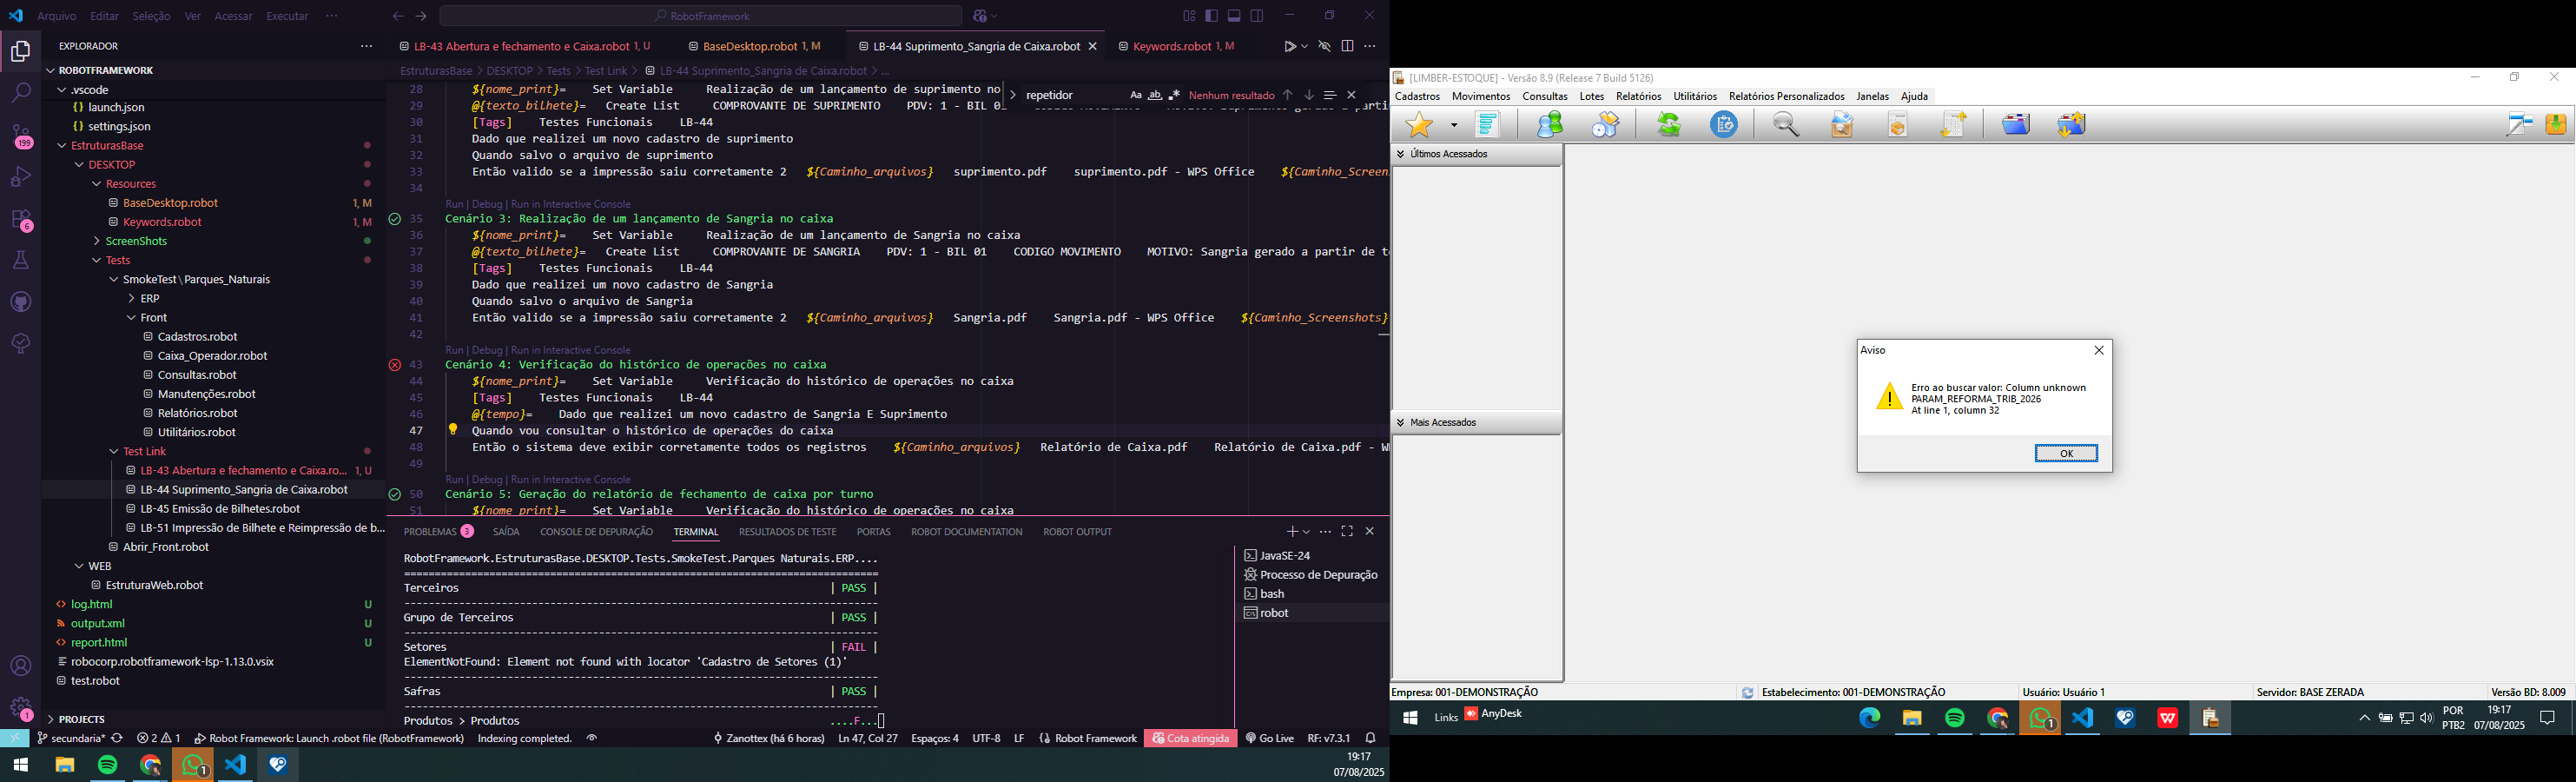 Arquivo Editar Seleção Ver Acessar Executar ···
RobotFramework
EXPLORADOR
ROBOTFRAMEWORK
.vscode
launch.json
settings.json
EstruturasBase
DESKTOP
Resources
BaseDesktop.robot 1, M
Keywords.robot 1, M
ScreenShots
Tests
SmokeTest\Parques_Naturais
ERP
Front
Cadastros.robot
Caixa_Operador.robot
Consultas.robot
Manutenções.robot
Relatórios.robot
Utilitários.robot
Test Link
LB-43 Abertura e fechamento e Caixa.ro... 1, U
LB-44 Suprimento_Sangria de Caixa.robot
LB-45 Emissão de Bilhetes.robot
LB-51 Impressão de Bilhete e Reimpressão de b...
Abrir_Front.robot
WEB
EstruturaWeb.robot
log.html U
output.xml U
report.html U
robocorp.robotframework-lsp-1.13.0.vsix
test.robot
PROJECTS
199
6
1
LB-43 Abertura e fechamento e Caixa.robot 1, U
BaseDesktop.robot 1, M
LB-44 Suprimento_Sangria de Caixa.robot
Keywords.robot 1, M
EstruturasBase > DESKTOP > Tests > Test Link > LB-44 Suprimento_Sangria de Caixa.robot > ...
repetidor
Aa ab
Nenhum resultado
28 ${nome_print}= Set Variable Realização de um lançamento de suprimento no
29 @{texto_bilhete}= Create List COMPROVANTE DE SUPRIMENTO PDV: 1 - BIL 01
30 [Tags] Testes Funcionais LB-44
31 Dado que realizei um novo cadastro de suprimento
32 Quando salvo o arquivo de suprimento
33 Então valido se a impressão saiu corretamente 2 ${Caminho_arquivos} suprimento.pdf suprimento.pdf - WPS Office ${Caminho_Screens
34
Run | Debug | Run in Interactive Console
35 Cenário 3: Realização de um lançamento de Sangria no caixa
36 ${nome_print}= Set Variable Realização de um lançamento de Sangria no caixa
37 @{texto_bilhete}= Create List COMPROVANTE DE SANGRIA PDV: 1 - BIL 01 CODIGO MOVIMENTO MOTIVO: Sangria gerado a partir de t
38 [Tags] Testes Funcionais LB-44
39 Dado que realizei um novo cadastro de Sangria
40 Quando salvo o arquivo de Sangria
41 Então valido se a impressão saiu corretamente 2 ${Caminho_arquivos} Sangria.pdf Sangria.pdf - WPS Office ${Caminho_Screenshots}
42
Run | Debug | Run in Interactive Console
43 Cenário 4: Verificação do histórico de operações no caixa
44 ${nome_print}= Set Variable Verificação do histórico de operações no caixa
45 [Tags] Testes Funcionais LB-44
46 @{tempo}= Dado que realizei um novo cadastro de Sangria E Suprimento
47 Quando vou consultar o histórico de operações do caixa
48 Então o sistema deve exibir corretamente todos os registros ${Caminho_arquivos} Relatório de Caixa.pdf Relatório de Caixa.pdf - W
49
Run | Debug | Run in Interactive Console
50 Cenário 5: Geração do relatório de fechamento de caixa por turno
51 ${nome_print}= Set Variable Verificação do histórico de operações no caixa
PROBLEMAS 3 SAÍDA CONSOLE DE DEPURAÇÃO TERMINAL RESULTADOS DE TESTE PORTAS ROBOT DOCUMENTATION ROBOT OUTPUT
RobotFramework.EstruturasBase.DESKTOP.Tests.SmokeTest.Parques Naturais.ERP....
==============================================================================
Terceiros | PASS |
------------------------------------------------------------------------------
Grupo de Terceiros | PASS |
------------------------------------------------------------------------------
Setores | FAIL |
ElementNotFound: Element not found with locator 'Cadastro de Setores (1)'
------------------------------------------------------------------------------
Safras | PASS |
------------------------------------------------------------------------------
Produtos > Produtos ....F...
JavaSE-24
Processo de Depuração
bash
robot
secundaria* 2 1 Robot Framework: Launch .robot file (RobotFramework) Indexing completed. Zanottex (há 6 horas) Ln 47, Col 27 Espaços: 4 UTF-8 LF Robot Framework Cota atingida Go Live RF: v7.3.1
1
19:17
07/08/2025
[LIMBER-ESTOQUE] - Versão 8.9 (Release 7 Build 5126)
Cadastros Movimentos Consultas Lotes Relatórios Utilitários Relatórios Personalizados Janelas Ajuda
Últimos Acessados
Mais Acessados
Aviso
Erro ao buscar valor: Column unknown
PARAM_REFORMA_TRIB_2026
At line 1, column 32
OK
Empresa: 001-DEMONSTRAÇÃO Estabelecimento: 001-DEMONSTRAÇÃO Usuário: Usuário 1 Servidor: BASE ZERADA Versão BD: 8.009
Links AnyDesk
1
POR
PTB2
19:17
07/08/2025